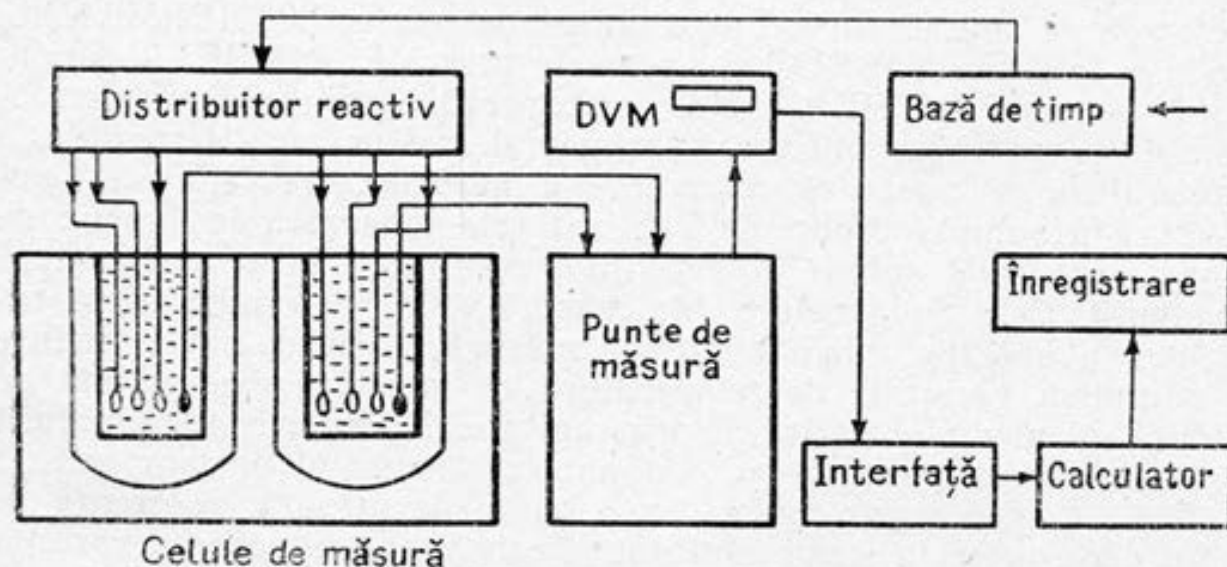 Distribuitor reactiv
DVM
Bază de timp
Înregistrare
Punte de
măsură
Interfață
Calculator
Celule de măsură